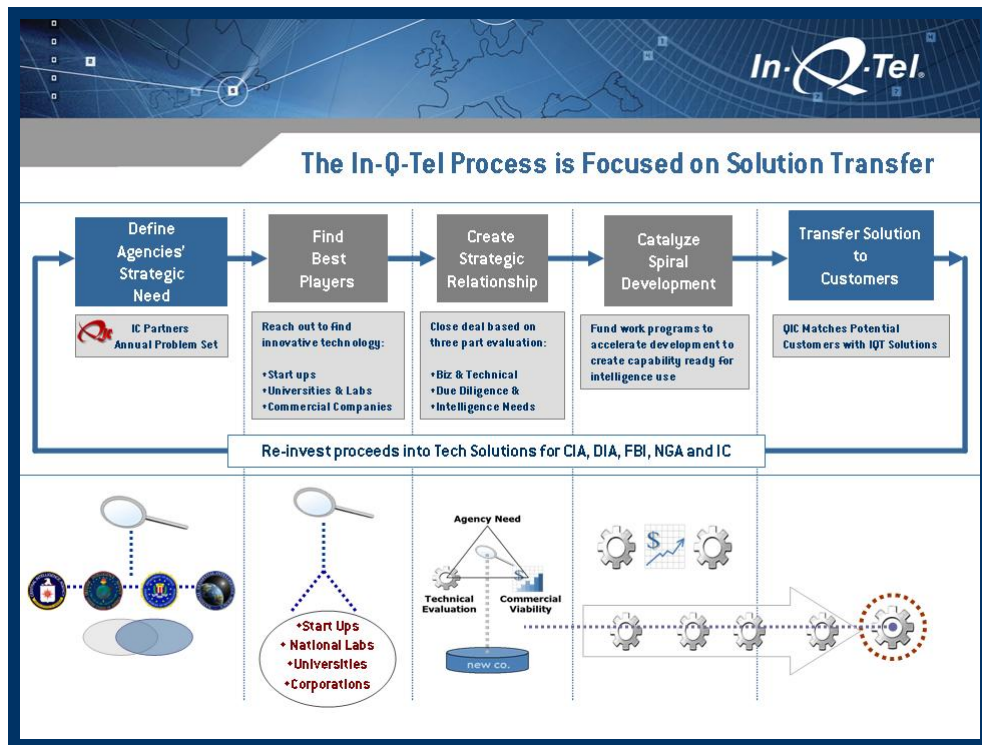 In-Q-Tel®
The In-Q-Tel Process is Focused on Solution Transfer
Define
Agencies'
Strategic
Need
Find
Best
Players
Create
Strategic
Relationship
Catalyze
Spiral
Development
Transfer Solution
to
Customers
QIC
IC Partners
Annual Problem Set
Reach out to find
innovative technology:
+Start ups
+Universities & Labs
+Commercial Companies
Close deal based on
three part evaluation:
+Biz & Technical
+Due Diligence &
+Intelligence Needs
Fund work programs to
accelerate development to
create capability ready for
intelligence use
QIC Matches Potential
Customers with IQT Solutions
Re-invest proceeds into Tech Solutions for CIA, DIA, FBI, NGA and IC
+Start Ups
+ National Labs
+Universities
+Corporations
Agency Need
$
Technical
Evaluation
Commercial
Viability
new co.
$